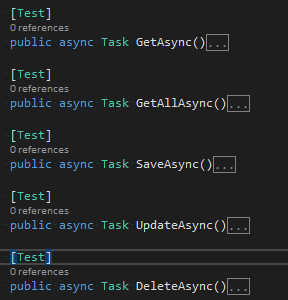 [Test]
0 references
public async Task GetAsync()...
[Test]
0 references
public async Task GetAllAsync()...
[Test]
0 references
public async Task SaveAsync()...
[Test]
0 references
public async Task UpdateAsync()...
[Test]
0 references
public async Task DeleteAsync()...